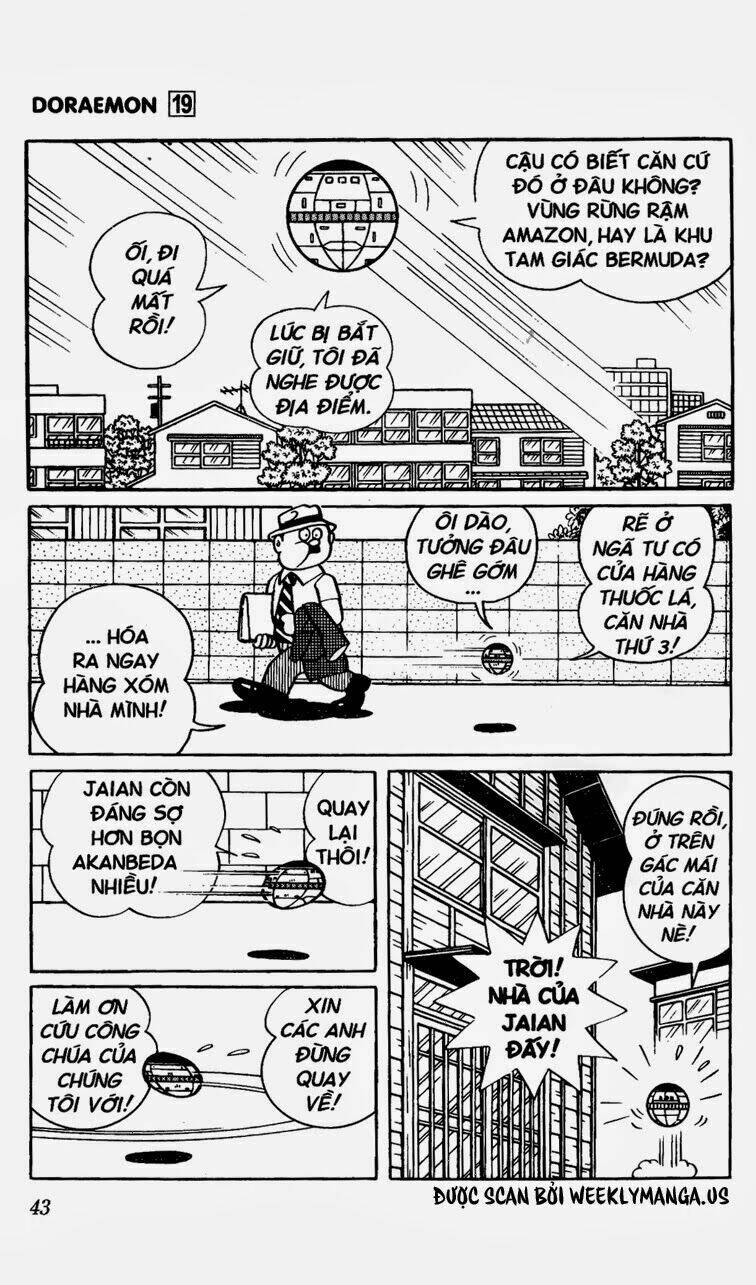 DORAEMON 19
CẬU CÓ BIẾT CĂN CỨ
ĐÓ Ở ĐÂU KHÔNG?
VÙNG RỪNG RẬM
AMAZON, HAY LÀ KHU
TAM GIÁC BERMUDA?
ỐI, ĐI
QUÁ
MẤT
RỒI!
LÚC BỊ BẮT
GIỮ, TÔI ĐÃ
NGHE ĐƯỢC
ĐỊA ĐIỂM.
RẼ Ở
NGÃ TƯ CÓ
CỬA HÀNG
THUỐC LÁ,
CĂN NHÀ
THỨ 3!
ÔI DÀO,
TƯỞNG ĐÂU
GHÊ GỚM
...
... HÓA
RA NGAY
HÀNG XÓM
NHÀ MÌNH!
ĐÚNG RỒI,
Ở TRÊN
GÁC MÁI
CỦA CĂN
NHÀ NÀY
NÈ!
TRỜI!
NHÀ CỦA
JAIAN
ĐẤY!
QUAY
LẠI
THÔI!
JAIAN CÒN
ĐÁNG SỢ
HƠN BỌN
AKANBEDA
NHIỀU!
XIN
CÁC ANH
ĐỪNG
QUAY
VỀ!
LÀM ƠN
CỨU CÔNG
CHÚA CỦA
CHÚNG
TÔI VỚI!
43
ĐƯỢC SCAN BỞI WEEKLYMANGA.US